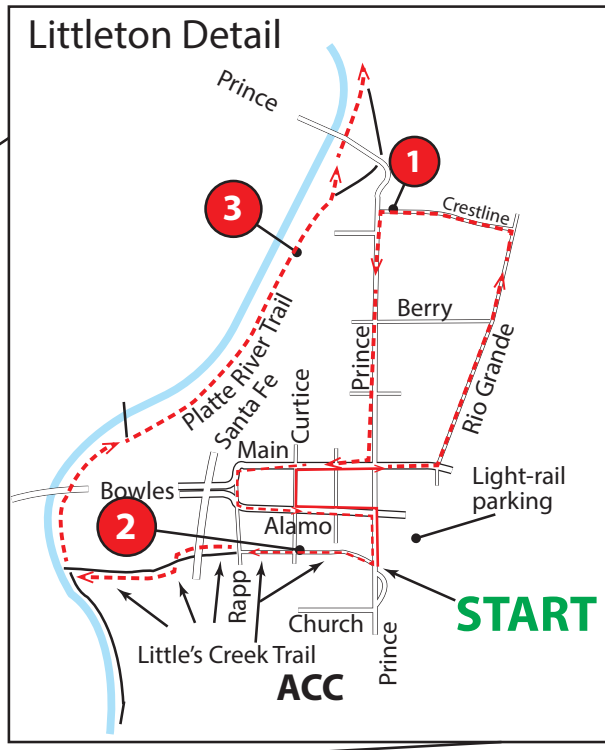 Littleton Detail
Prince
1
Crestline
3
Berry
Platte River Trail
Santa Fe
Curtice
Prince
Rio Grande
Main
Light-rail
parking
Bowles
2
Alamo
Rapp
START
Church
Little's Creek Trail
Prince
ACC